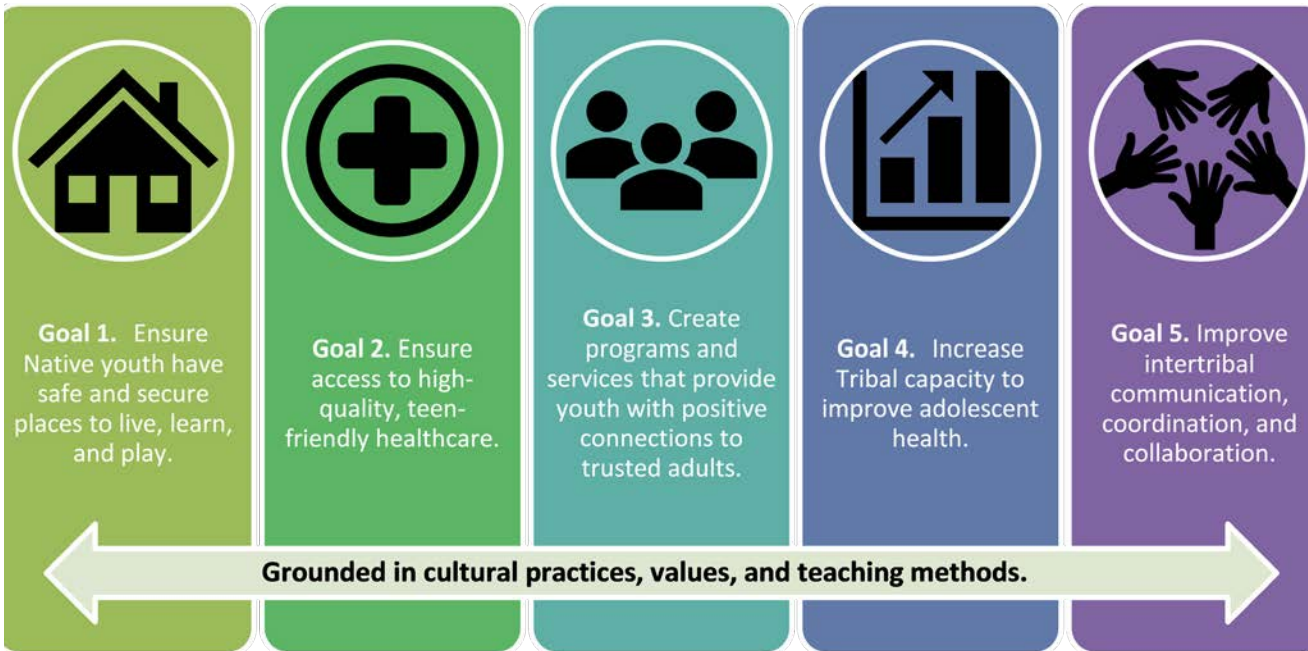 Goal 1. Ensure
Native youth have
safe and secure
places to live, learn,
and play.
Goal 2. Ensure
access to high-
quality, teen-
friendly healthcare.
Goal 3. Create
programs and
services that provide
youth with positive
connections to
trusted adults.
Goal 4. Increase
Tribal capacity to
improve adolescent
health.
Goal 5. Improve
intertribal
communication,
coordination, and
collaboration.
Grounded in cultural practices, values, and teaching methods.